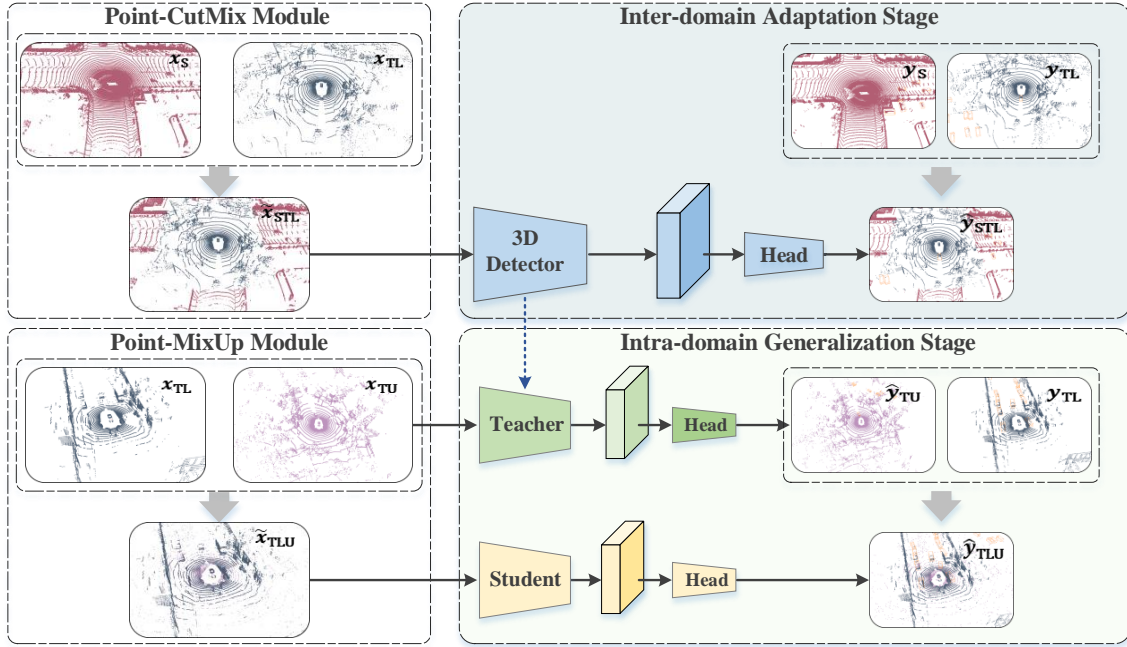 Point-CutMix Module
Inter-domain Adaptation Stage
x_S
x_TL
y_S
y_TL
x̃_STL
3D
Detector
Head
ŷ_STL
Point-MixUp Module
Intra-domain Generalization Stage
x_TL
x_TU
Teacher
Head
ŷ_TU
y_TL
x̃_TLU
Student
Head
ŷ_TLU